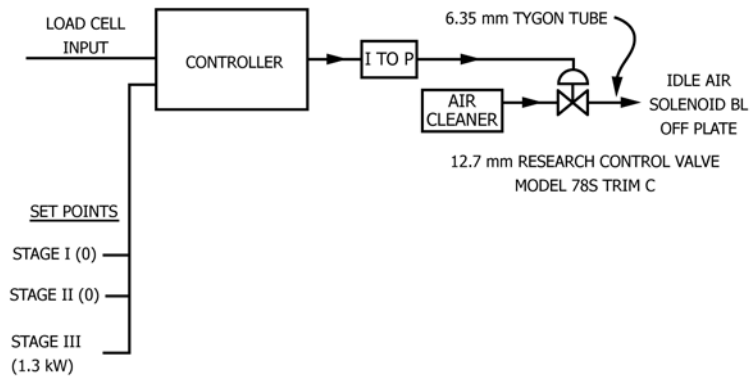 LOAD CELL
INPUT
CONTROLLER
I TO P
6.35 mm TYGON TUBE
AIR
CLEANER
IDLE AIR
SOLENOID BL
OFF PLATE
12.7 mm RESEARCH CONTROL VALVE
MODEL 78S TRIM C
SET POINTS
STAGE I (0)
STAGE II (0)
STAGE III
(1.3 kW)